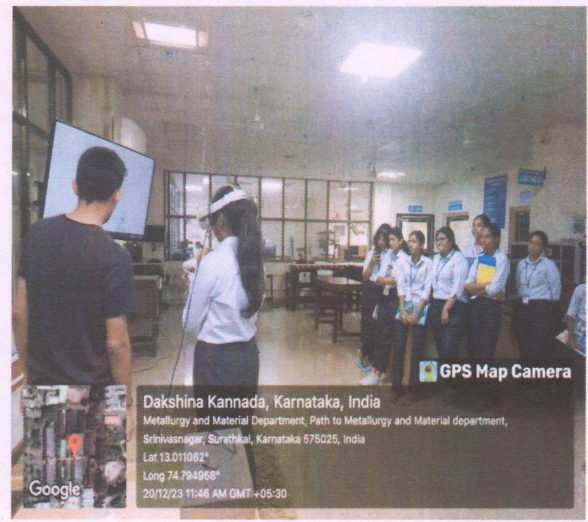 GPS Map Camera
Dakshina Kannada, Karnataka, India
Metallurgy and Material Department, Path to Metallurgy and Material department,
Srinivasnagar, Surathkal, Karnataka 575025, India
Lat 13.011082°
Long 74.794958°
20/12/23 11:46 AM GMT +05:30
Google